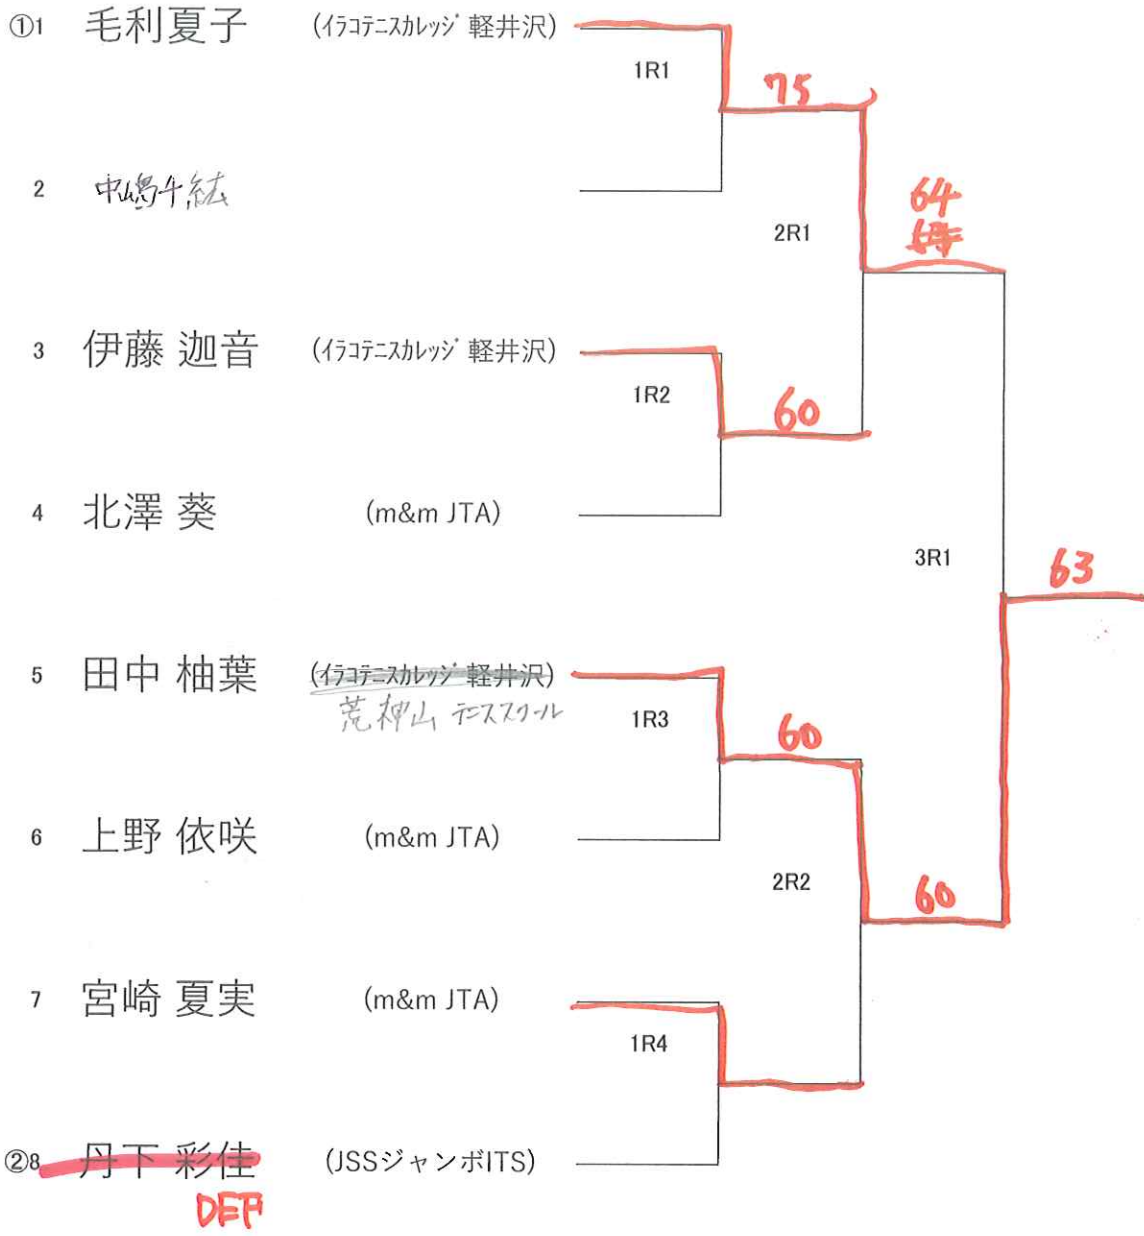 ①1 毛利夏子 (イラコテニスカレッジ 軽井沢)
1R1
75
2 中嶋千紘
2R1
64
3 伊藤 迦音 (イラコテニスカレッジ 軽井沢)
1R2
60
4 北澤 葵 (m&m JTA)
3R1
63
5 田中 柚葉 (イラコテニスカレッジ 軽井沢)
荒神山 テニススクール
1R3
60
6 上野 依咲 (m&m JTA)
2R2
60
7 宮崎 夏実 (m&m JTA)
1R4
②8 丹下 彩佳 (JSSジャンボITS)
DEF